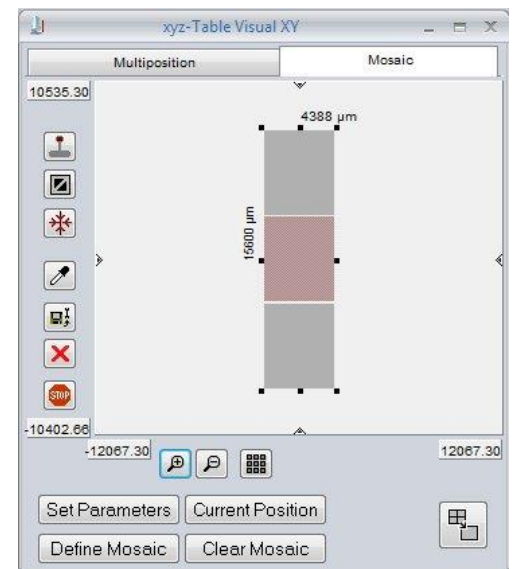 xyz-Table Visual XY
Multiposition Mosaic
10535.30
4388 µm
15600 µm
STOP
-10402.66
-12067.30 12067.30
Set Parameters Current Position
Define Mosaic Clear Mosaic